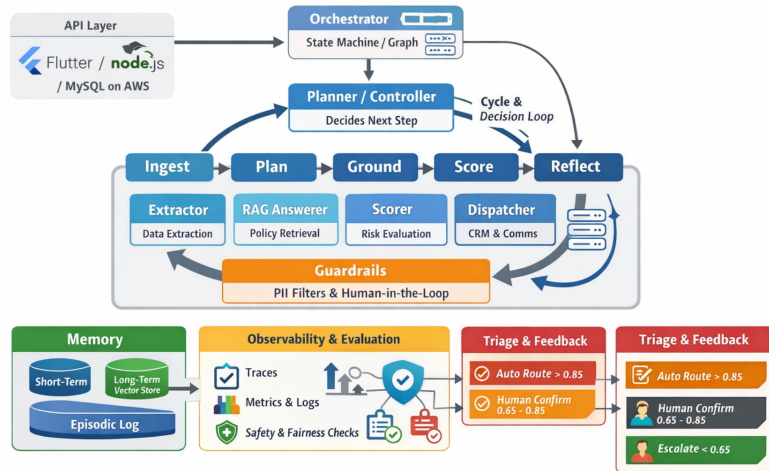 API Layer
Flutter / node.js
/ MySQL on AWS
Orchestrator
State Machine / Graph
Planner / Controller
Decides Next Step
Cycle &
Decision Loop
Ingest
Plan
Ground
Score
Reflect
Extractor
Data Extraction
RAG Answerer
Policy Retrieval
Scorer
Risk Evaluation
Dispatcher
CRM & Comms
Guardrails
PII Filters & Human-in-the-Loop
Memory
Short-Term
Long-Term
Vector Store
Episodic Log
Observability & Evaluation
Traces
Metrics & Logs
Safety & Fairness Checks
Triage & Feedback
Auto Route > 0.85
Human Confirm
0.65 - 0.85
Triage & Feedback
Auto Route > 0.85
Human Confirm
0.65 - 0.85
Escalate < 0.65